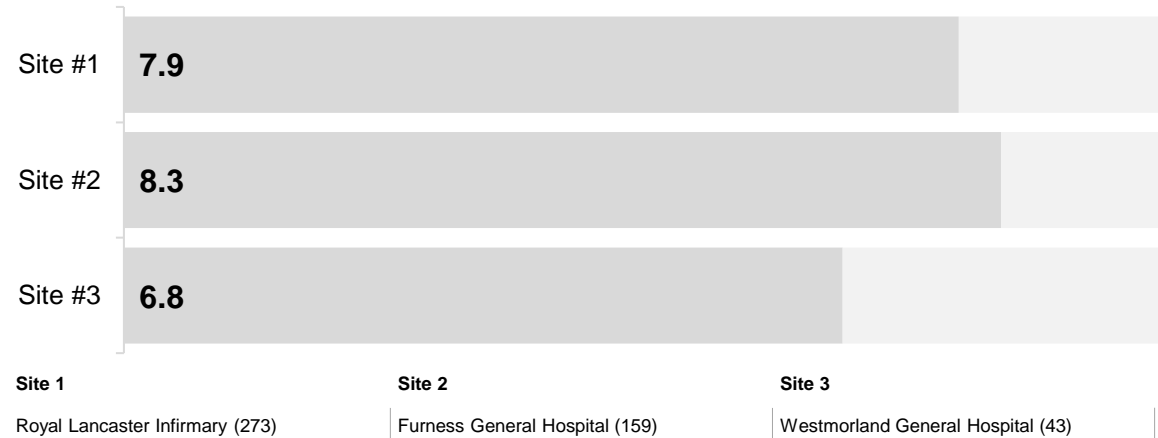 Site #1 7.9
Site #2 8.3
Site #3 6.8
Site 1 Site 2 Site 3
Royal Lancaster Infirmary (273) Furness General Hospital (159) Westmorland General Hospital (43)